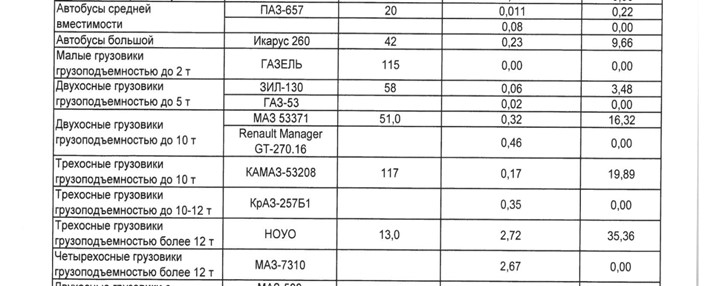 Автобусы средней ПАЗ-657 20 0,011 0,22
вместимости 0,08 0,00
Автобусы большой Икарус 260 42 0,23 9,66
Малые грузовики
грузоподъемностью до 2 т ГАЗЕЛЬ 115 0,00 0,00
Двухосные грузовики ЗИЛ-130 58 0,06 3,48
грузоподъемностью до 5 т ГАЗ-53 0,02 0,00
Двухосные грузовики МАЗ 53371 51,0 0,32 16,32
грузоподъемностью до 10 т Renault Manager
GT-270.16 0,46 0,00
Трехосные грузовики
грузоподъемностью до 10 т КАМАЗ-53208 117 0,17 19,89
Трехосные грузовики
грузоподъемностью до 10-12 т КрАЗ-257Б1 0,35 0,00
Трехосные грузовики
грузоподъемностью более 12 т НОУО 13,0 2,72 35,36
Четырехосные грузовики
грузоподъемностью более 12 т МАЗ-7310 2,67 0,00